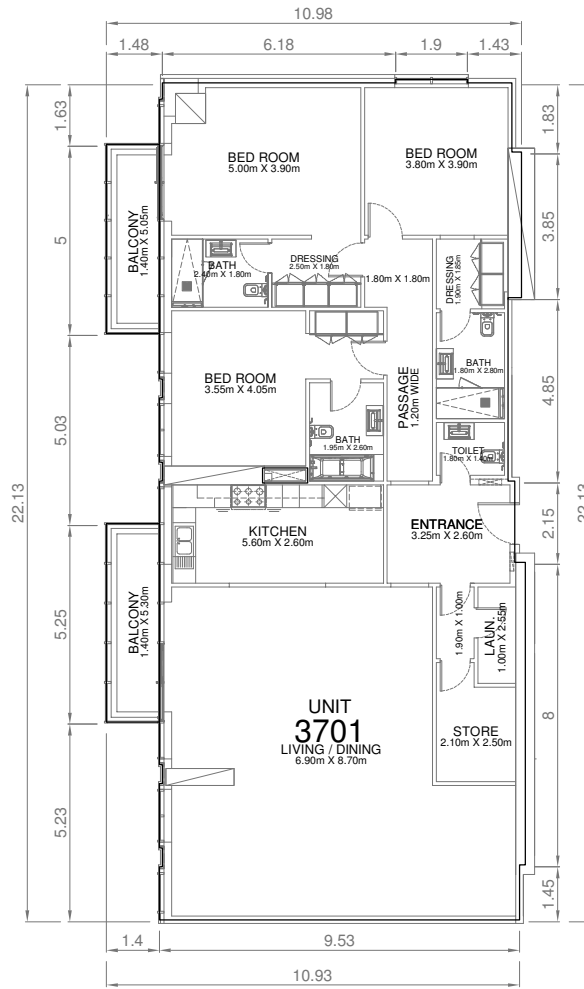 10.98
1.48
6.18
1.9
1.43
1.63
1.83
BED ROOM
5.00m X 3.90m
BED ROOM
3.80m X 3.90m
5
BALCONY
1.40m X 5.05m
3.85
BATH
2.40m X 1.80m
DRESSING
2.50m X 1.80m
1.80m X 1.80m
DRESSING
1.90m X 1.85m
BED ROOM
3.55m X 4.05m
BATH
1.80m X 2.80m
4.85
PASSAGE
1.20m WIDE
5.03
BATH
1.95m X 2.60m
TOILET
1.80m X 1.40m
22.13
22.13
KITCHEN
5.60m X 2.60m
ENTRANCE
3.25m X 2.60m
2.15
5.25
BALCONY
1.40m X 5.30m
1.90m X 1.00m
LAUN.
1.00m X 2.55m
UNIT
3701
LIVING / DINING
6.90m X 8.70m
STORE
2.10m X 2.50m
8
5.23
1.45
1.4
9.53
10.93